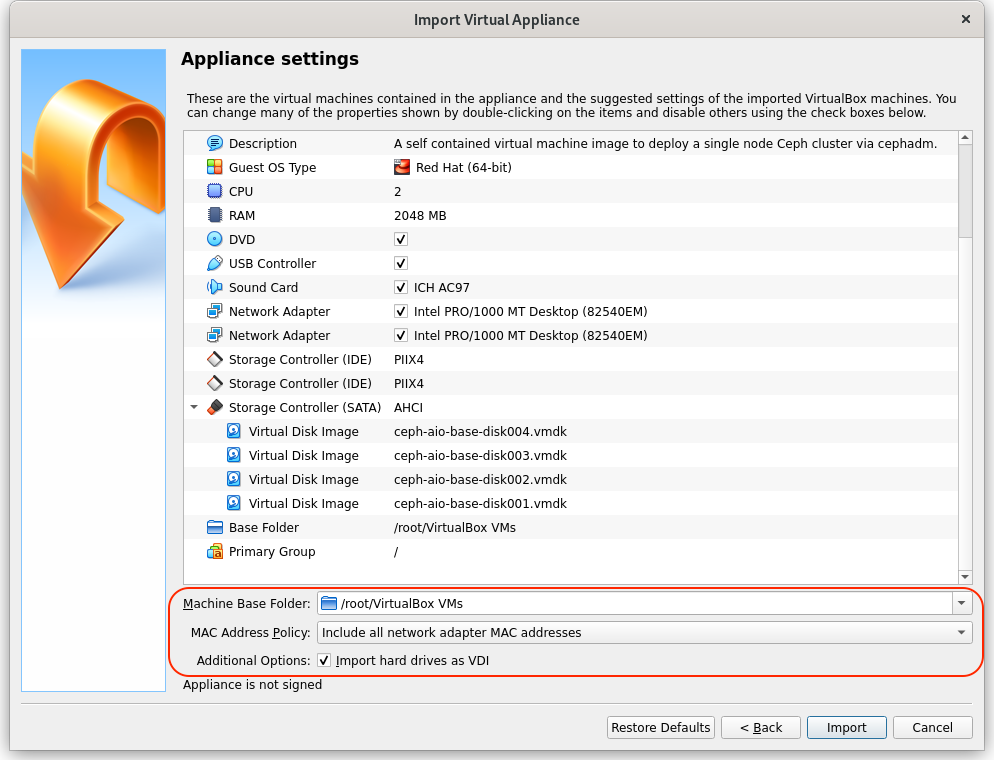 Import Virtual Appliance
Appliance settings
These are the virtual machines contained in the appliance and the suggested settings of the imported VirtualBox machines. You
can change many of the properties shown by double-clicking on the items and disable others using the check boxes below.
Description A self contained virtual machine image to deploy a single node Ceph cluster via cephadm.
Guest OS Type Red Hat (64-bit)
CPU 2
RAM 2048 MB
DVD
USB Controller
Sound Card ICH AC97
Network Adapter Intel PRO/1000 MT Desktop (82540EM)
Network Adapter Intel PRO/1000 MT Desktop (82540EM)
Storage Controller (IDE) PIIX4
Storage Controller (IDE) PIIX4
Storage Controller (SATA) AHCI
Virtual Disk Image ceph-aio-base-disk004.vmdk
Virtual Disk Image ceph-aio-base-disk003.vmdk
Virtual Disk Image ceph-aio-base-disk002.vmdk
Virtual Disk Image ceph-aio-base-disk001.vmdk
Base Folder /root/VirtualBox VMs
Primary Group /
Machine Base Folder: /root/VirtualBox VMs
MAC Address Policy: Include all network adapter MAC addresses
Additional Options: Import hard drives as VDI
Appliance is not signed
Restore Defaults < Back Import Cancel